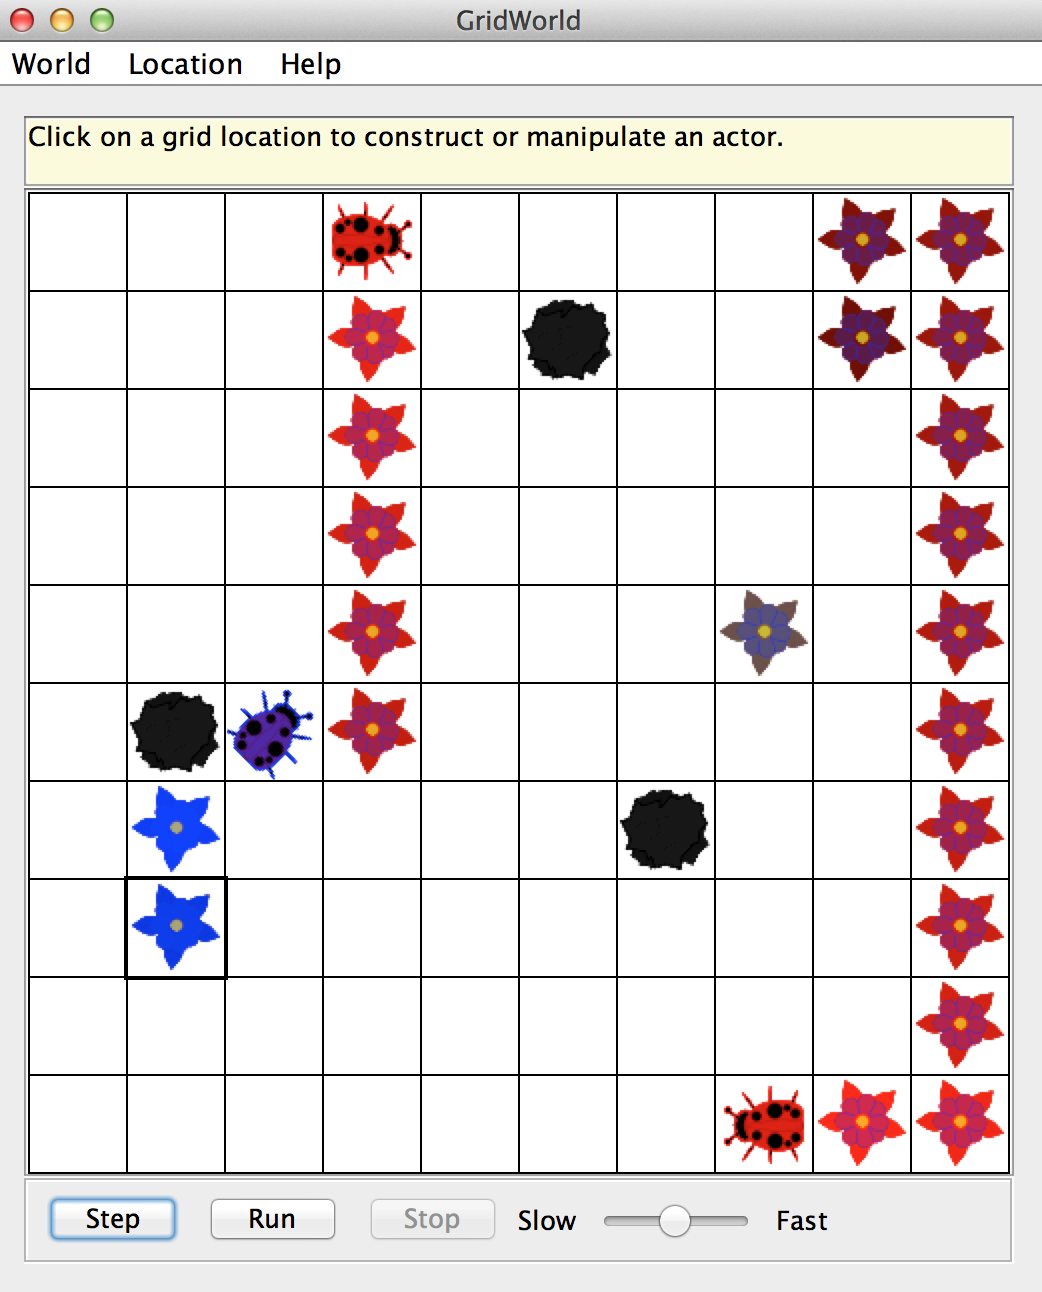 GridWorld
World Location Help
Click on a grid location to construct or manipulate an actor.
Step Run Stop Slow Fast